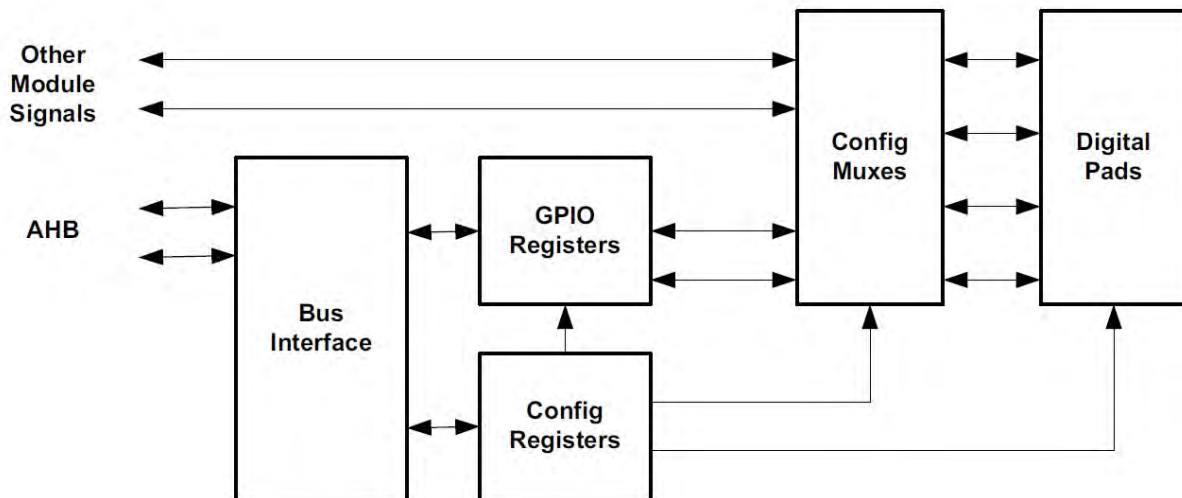 Other
Module
Signals
AHB
Bus
Interface
GPIO
Registers
Config
Registers
Config
Muxes
Digital
Pads